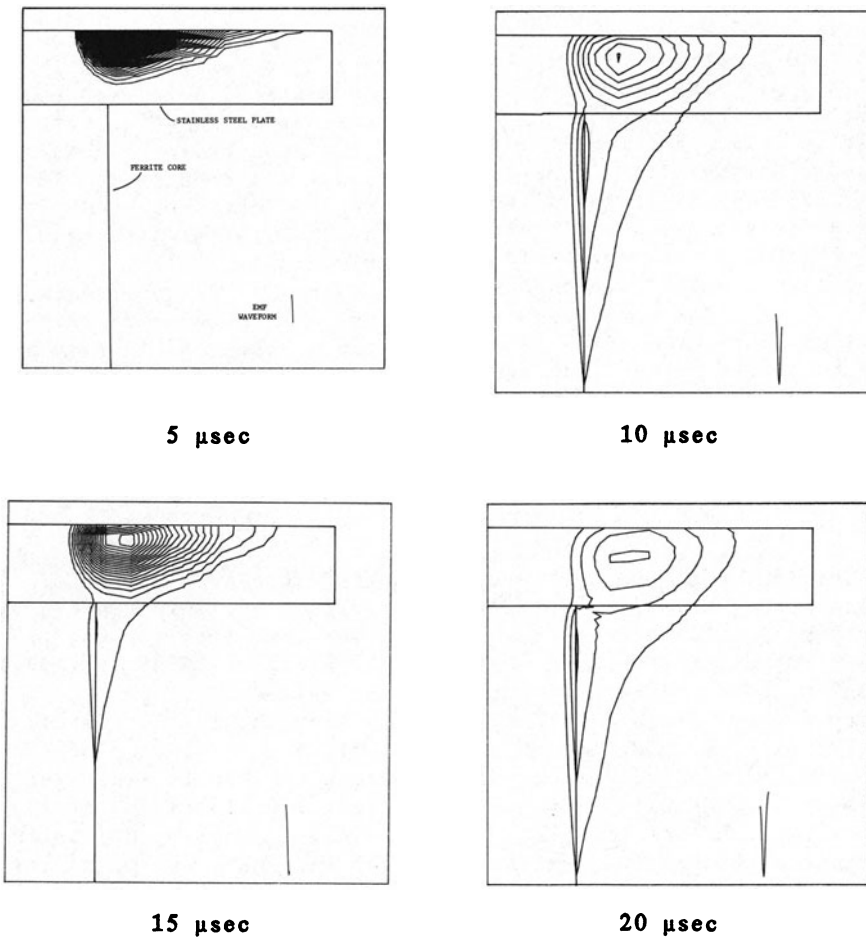 STAINLESS STEEL PLATE
FERRITE CORE
EMF
WAVEFORM
5 µsec
10 µsec
15 µsec
20 µsec